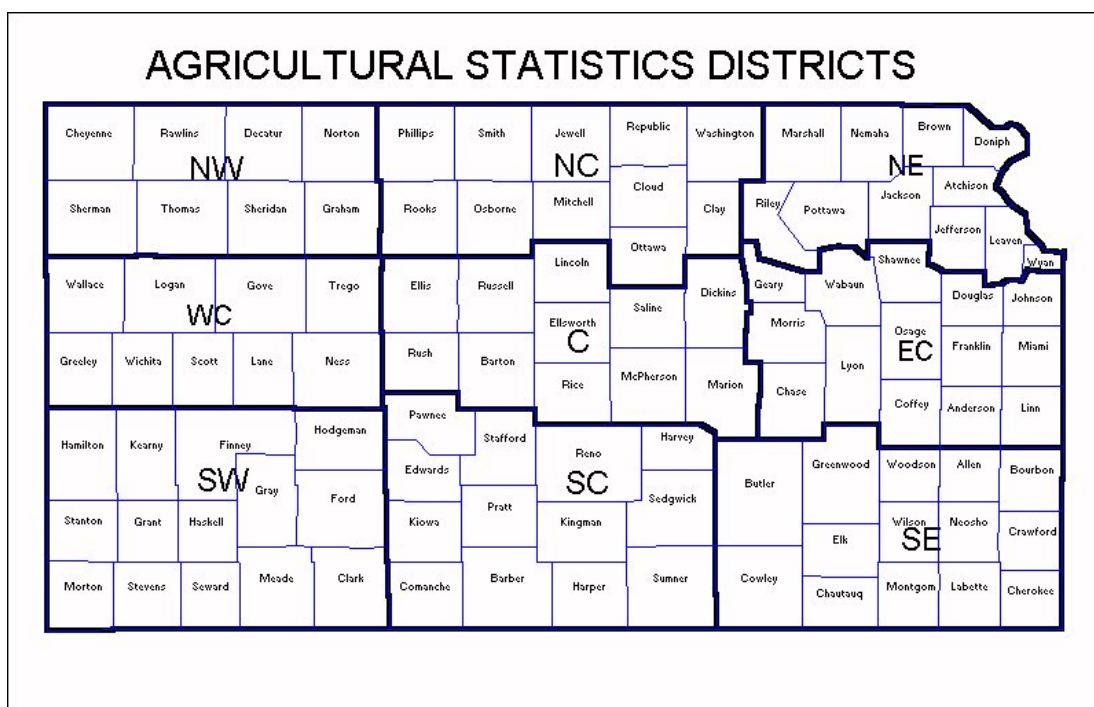 AGRICULTURAL STATISTICS DISTRICTS
Cheyenne Rawlins Decatur Norton Phillips Smith Jewell Republic Washington Marshall Nemaha Brown Doniph
NW NC NE
Sherman Thomas Sheridan Graham Rooks Osborne Mitchell Cloud Clay Riley Pottawa Jackson Atchison
Ottawa Jefferson Leaven Wyan
Wallace Logan Gove Trego Ellis Russell Lincoln Saline Dickins Geary Wabaun Shawnee Douglas Johnson
WC C EC
Greeley Wichita Scott Lane Ness Rush Barton Ellsworth Morris Osage Franklin Miami
Rice McPherson Marion Chase Lyon Coffey Anderson Linn
Hamilton Kearny Finney Hodgeman Pawnee Stafford Reno Harvey Butler Greenwood Woodson Allen Bourbon
SW SC SE
Gray Ford Edwards Sedgwick
Stanton Grant Haskell Kiowa Pratt Kingman Elk Wilson Neosho Crawford
Morton Stevens Seward Meade Clark Comanche Barber Harper Sumner Cowley Chautauq Montgom Labette Cherokee